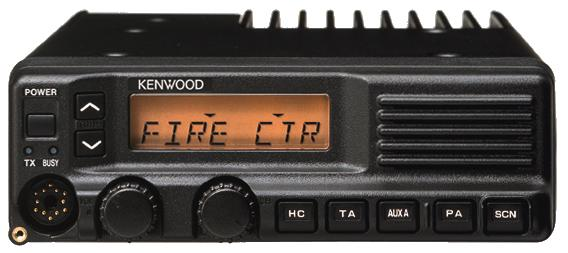 KENWOOD
POWER
FIRE CTR
TX BUSY
HC TA AUX A PA SCN